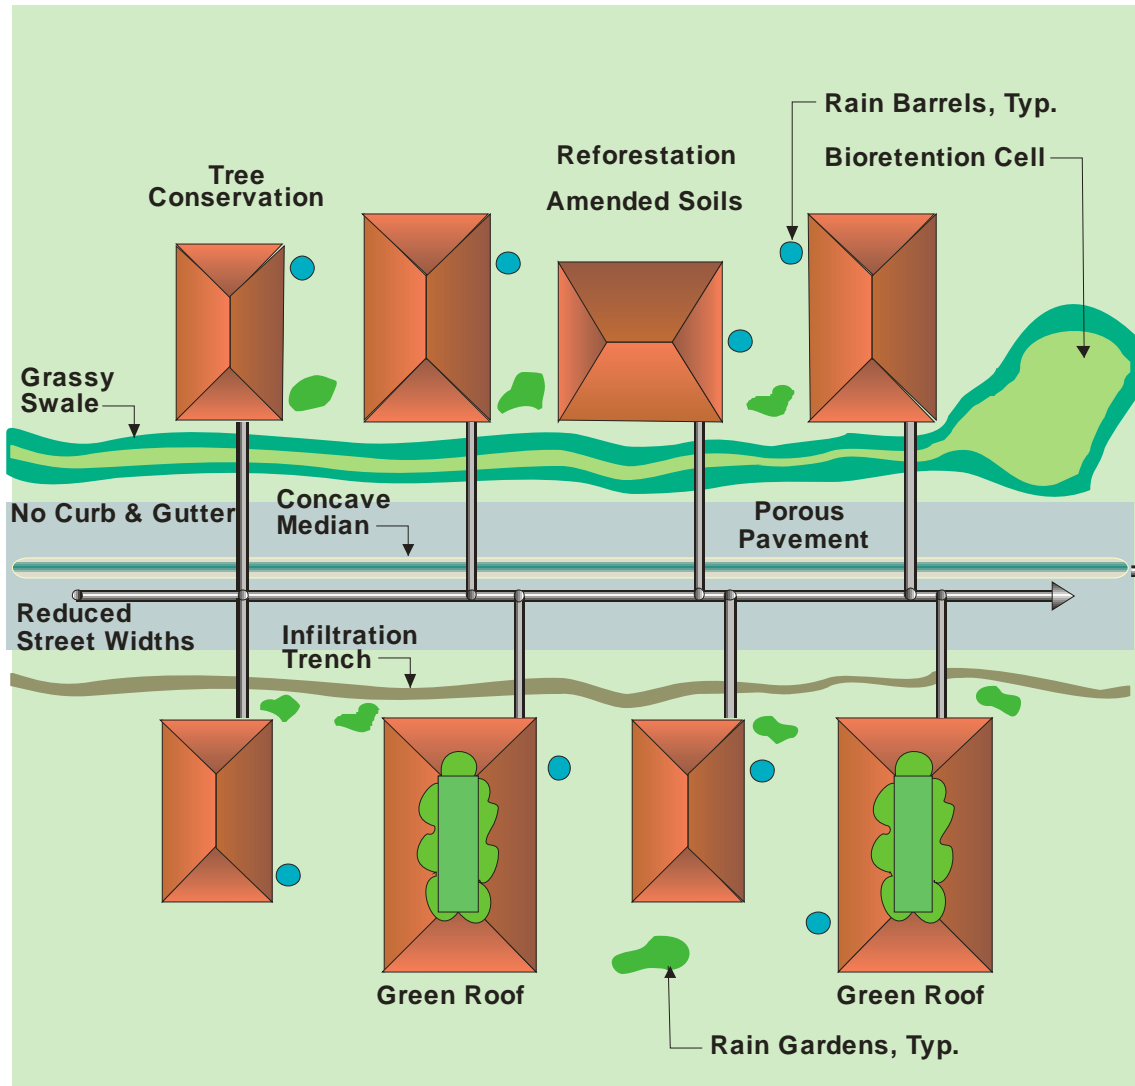 Rain Barrels, Typ.
Bioretention Cell
Reforestation
Amended Soils
Tree
Conservation
Grassy
Swale
No Curb & Gutter
Concave
Median
Porous
Pavement
Reduced
Street Widths
Infiltration
Trench
Green Roof
Green Roof
Rain Gardens, Typ.